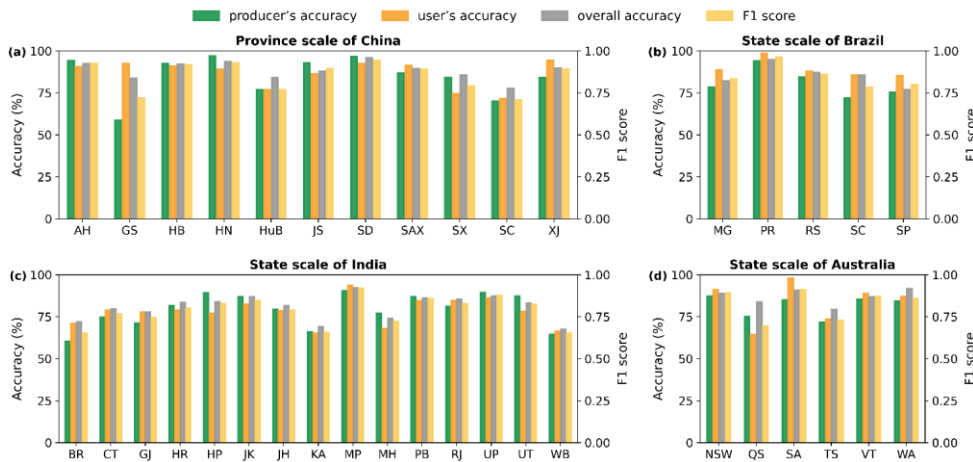 producer's accuracy user's accuracy overall accuracy F1 score
(a) Province scale of China
Accuracy (%)
100
75
50
25
0
AH GS HB HN HuB JS SD SAX SX SC XJ
1.00
0.75
0.50
0.25
0.00
F1 score
(b) State scale of Brazil
Accuracy (%)
100
75
50
25
0
MG PR RS SC SP
1.00
0.75
0.50
0.25
0.00
F1 score
(c) State scale of India
Accuracy (%)
100
75
50
25
0
BR CT GJ HR HP JK JH KA MP MH PB RJ UP UT WB
1.00
0.75
0.50
0.25
0.00
F1 score
(d) State scale of Australia
Accuracy (%)
100
75
50
25
0
NSW QS SA TS VT WA
1.00
0.75
0.50
0.25
0.00
F1 score